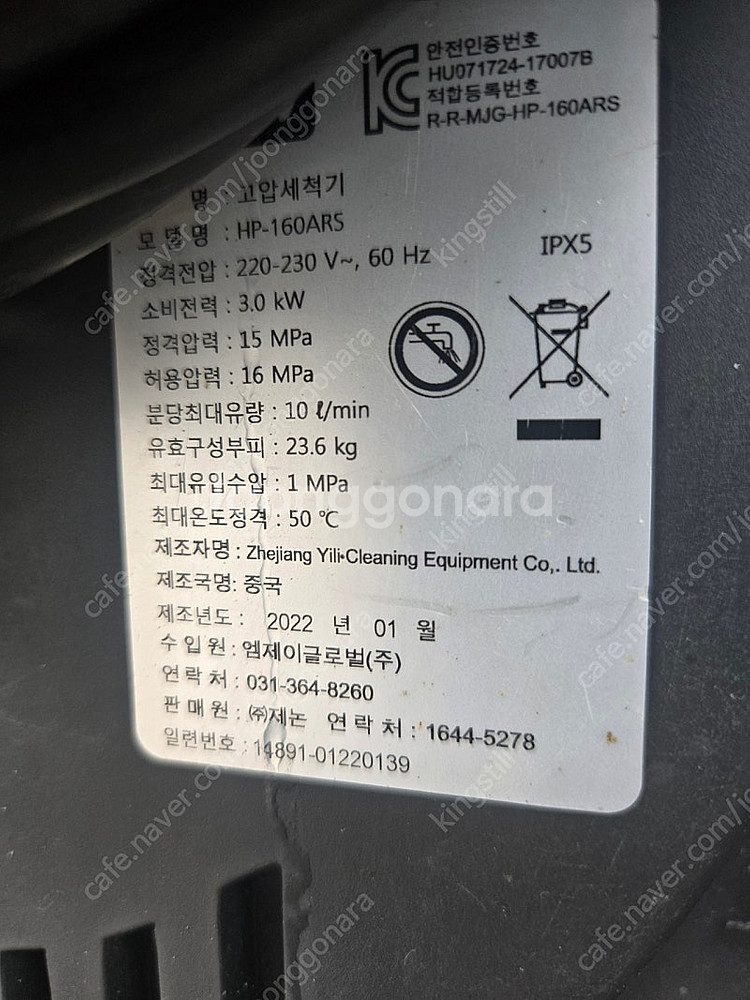 안전인증번호
HU071724-17007B
적합등록번호
R-R-MJG-HP-160ARS
명 : 고압세척기
모 델 명 : HP-160ARS
정격전압 : 220-230 V~, 60 Hz
IPX5
소비전력 : 3.0 kW
정격압력 : 15 MPa
허용압력 : 16 MPa
분당최대유량 : 10 ℓ/min
유효구성부피 : 23.6 kg
최대유입수압 : 1 MPa
최대온도정격 : 50 ℃
제조자명 : Zhejiang Yili•Cleaning Equipment Co,. Ltd.
제조국명: 중국
제조년도 : 2022 년 01 월
수 입 원 : 엠제이글로벌(주)
연 락 처 : 031-364-8260
판 매 원 : ㈜제논 연 락 처 : 1644-5278
일련번호 : 14891-01220139
joonggonara
cafe.naver.com/joonggonara
kingstill